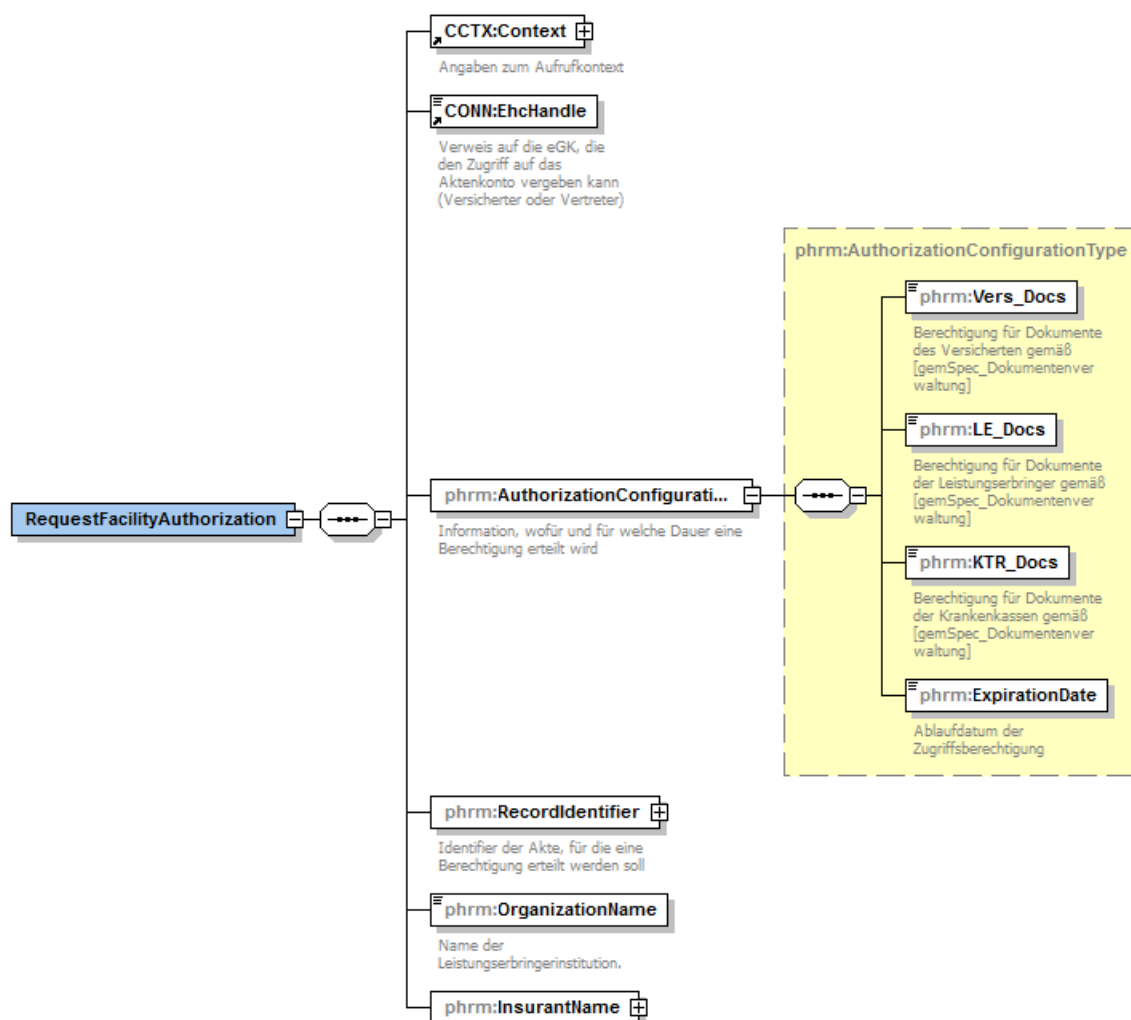 CCTX:Context
Angaben zum Aufrufkontext
CONN:EhcHandle
Verweis auf die eGK, die
den Zugriff auf das
Aktenkonto vergeben kann
(Versicherter oder Vertreter)
phrm:AuthorizationConfigurationType
phrm:Vers_Docs
Berechtigung für Dokumente
des Versicherten gemäß
[gemSpec_Dokumentenver
waltung]
phrm:LE_Docs
Berechtigung für Dokumente
der Leistungserbringer gemäß
[gemSpec_Dokumentenver
waltung]
RequestFacilityAuthorization
phrm:AuthorizationConfigurati...
Information, wofür und für welche Dauer eine
Berechtigung erteilt wird
phrm:KTR_Docs
Berechtigung für Dokumente
der Krankenkassen gemäß
[gemSpec_Dokumentenver
waltung]
phrm:ExpirationDate
Ablaufdatum der
Zugriffsberechtigung
phrm:RecordIdentifier
Identifier der Akte, für die eine
Berechtigung erteilt werden soll
phrm:OrganizationName
Name der
Leistungserbringerinstitution.
phrm:InsurantName